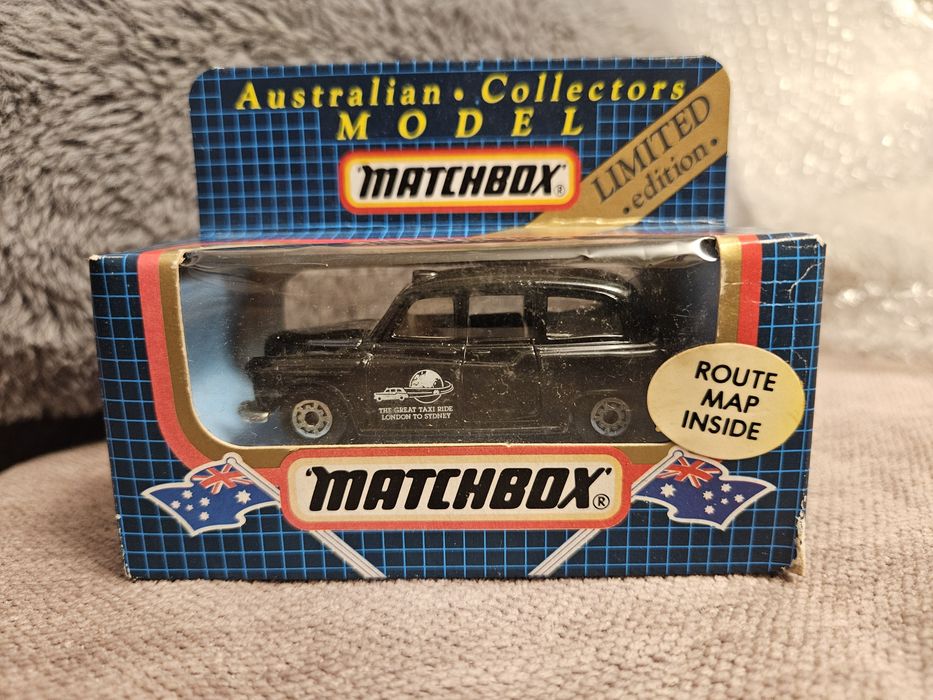 Australian • Collectors
MODEL
MATCHBOX®
LIMITED
• edition •
ROUTE
MAP
INSIDE
THE GREAT TAXI RIDE
LONDON TO SYDNEY
MATCHBOX®